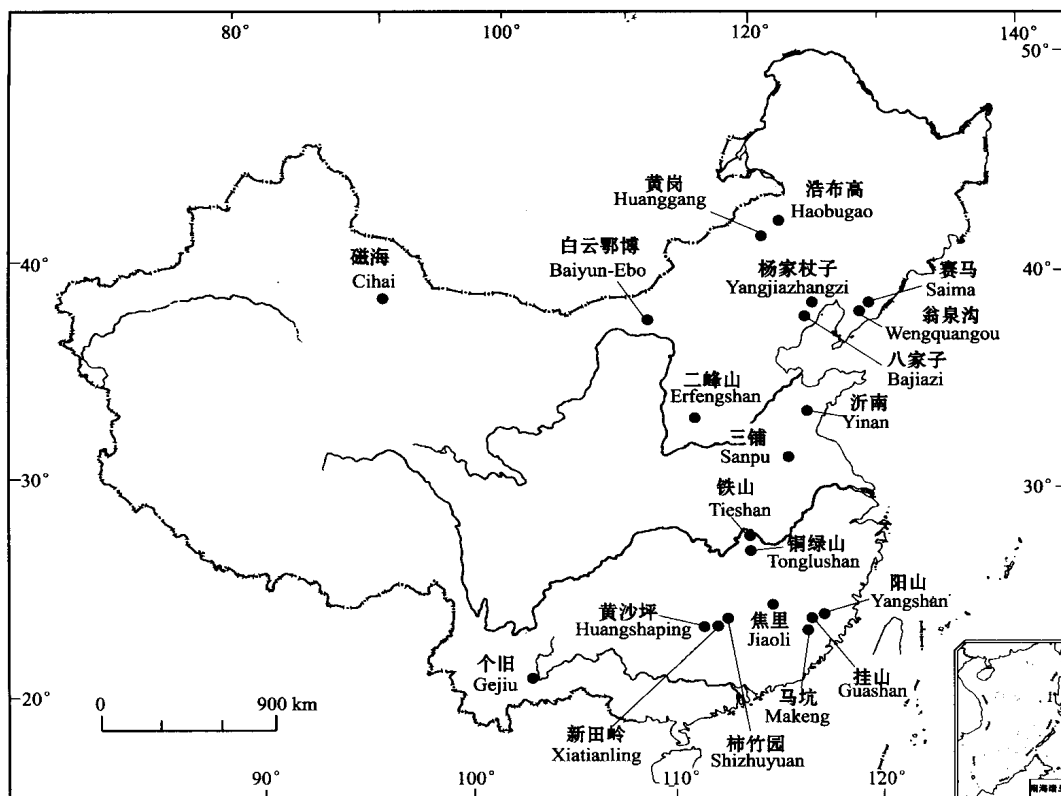 80°
100°
120°
140°
50°
黄岗
Huanggang
浩布高
Haobugao
白云鄂博
Baiyun-Ebo
磁海
Cihai
40°
40°
杨家杖子
Yangjiazhangzi
赛马
Saima
翁泉沟
Wengquangou
八家子
Bajiazi
二峰山
Erfengshan
沂南
Yinan
三铺
Sanpu
30°
30°
铁山
Tieshan
铜绿山
Tonglushan
阳山
Yangshan
黄沙坪
Huangshaping
焦里
Jiaoli
挂山
Guashan
个旧
Gejiu
马坑
Makeng
20°
20°
0
900 km
新田岭
Xiatianling
柿竹园
Shizhuyuan
90°
100°
110°
120°